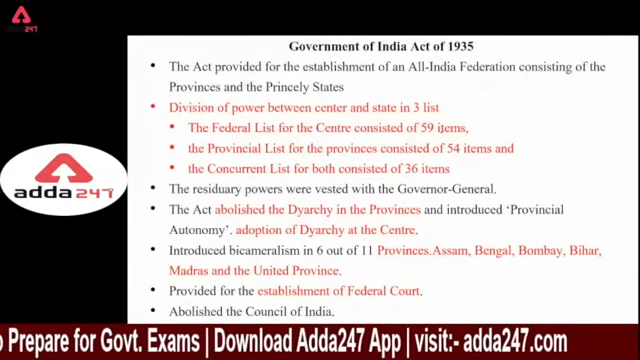 adda247
Government of India Act of 1935
• The Act provided for the establishment of an All-India Federation consisting of the
Provinces and the Princely States
• Division of power between center and state in 3 list
• The Federal List for the Centre consisted of 59 items,
• the Provincial List for the provinces consisted of 54 items and
• the Concurrent List for both consisted of 36 items
• The residuary powers were vested with the Governor-General.
adda247
• The Act abolished the Dyarchy in the Provinces and introduced ‘Provincial
Autonomy’. adoption of Dyarchy at the Centre.
• Introduced bicameralism in 6 out of 11 Provinces.Assam, Bengal, Bombay, Bihar,
Madras and the United Province.
• Provided for the establishment of Federal Court.
• Abolished the Council of India.
o Prepare for Govt. Exams | Download Adda247 App | visit:- adda247.com